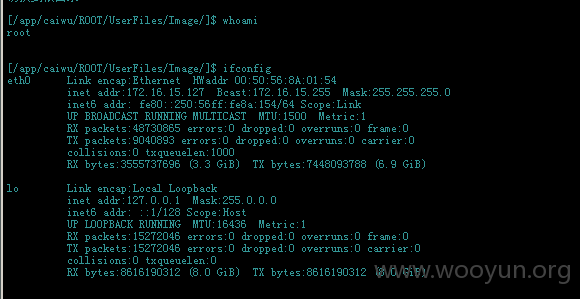 [/app/caiwu/ROOT/UserFiles/Image/]$ whoami
root
[/app/caiwu/ROOT/UserFiles/Image/]$ ifconfig
eth0      Link encap:Ethernet  HWaddr 00:50:56:8A:01:54
          inet addr:172.16.15.127  Bcast:172.16.15.255  Mask:255.255.255.0
          inet6 addr: fe80::250:56ff:fe8a:154/64 Scope:Link
          UP BROADCAST RUNNING MULTICAST  MTU:1500  Metric:1
          RX packets:48730865 errors:0 dropped:0 overruns:0 frame:0
          TX packets:9040893 errors:0 dropped:0 overruns:0 carrier:0
          collisions:0 txqueuelen:1000
          RX bytes:3555737696 (3.3 GiB)  TX bytes:7448093788 (6.9 GiB)
lo        Link encap:Local Loopback
          inet addr:127.0.0.1  Mask:255.0.0.0
          inet6 addr: ::1/128 Scope:Host
          UP LOOPBACK RUNNING  MTU:16436  Metric:1
          RX packets:15272046 errors:0 dropped:0 overruns:0 frame:0
          TX packets:15272046 errors:0 dropped:0 overruns:0 carrier:0
          collisions:0 txqueuelen:0
          RX bytes:8616190312 (8.0 GiB)  TX bytes:8616190312 (8.0 GiB)
www.wooyun.org